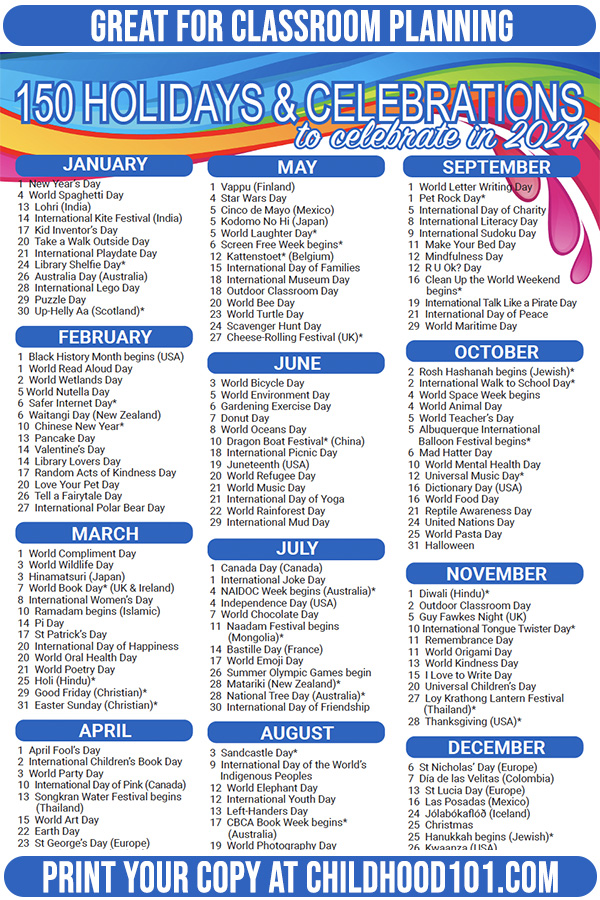 GREAT FOR CLASSROOM PLANNING
150 HOLIDAYS & CELEBRATIONS
to celebrate in 2024
JANUARY
1 New Year's Day
4 World Spaghetti Day
13 Lohri (India)
14 International Kite Festival (India)
17 Kid Inventor's Day
20 Take a Walk Outside Day
21 International Playdate Day
24 Library Shelfie Day*
26 Australia Day (Australia)
28 International Lego Day
29 Puzzle Day
30 Up-Helly Aa (Scotland)*
FEBRUARY
1 Black History Month begins (USA)
1 World Read Aloud Day
2 World Wetlands Day
5 World Nutella Day
6 Safer Internet Day*
6 Waitangi Day (New Zealand)
10 Chinese New Year*
13 Pancake Day
14 Valentine's Day
14 Library Lovers Day
17 Random Acts of Kindness Day
20 Love Your Pet Day
26 Tell a Fairytale Day
27 International Polar Bear Day
MARCH
1 World Compliment Day
3 World Wildlife Day
3 Hinamatsuri (Japan)
7 World Book Day* (UK & Ireland)
8 International Women's Day
10 Ramadam begins (Islamic)
14 Pi Day
17 St Patrick's Day
20 International Day of Happiness
20 World Oral Health Day
21 World Poetry Day
25 Holi (Hindu)*
29 Good Friday (Christian)*
31 Easter Sunday (Christian)*
APRIL
1 April Fool's Day
2 International Children's Book Day
3 World Party Day
10 International Day of Pink (Canada)
13 Songkran Water Festival begins
(Thailand)
15 World Art Day
22 Earth Day
23 St George's Day (Europe)
MAY
1 Vappu (Finland)
4 Star Wars Day
5 Cinco de Mayo (Mexico)
5 Kodomo No Hi (Japan)
5 World Laughter Day*
6 Screen Free Week begins*
12 Kattenstoet* (Belgium)
15 International Day of Families
18 International Museum Day
18 Outdoor Classroom Day
20 World Bee Day
23 World Turtle Day
24 Scavenger Hunt Day
27 Cheese-Rolling Festival (UK)*
JUNE
3 World Bicycle Day
5 World Environment Day
6 Gardening Exercise Day
7 Donut Day
8 World Oceans Day
10 Dragon Boat Festival* (China)
18 International Picnic Day
19 Juneteenth (USA)
20 World Refugee Day
21 World Music Day
21 International Day of Yoga
22 World Rainforest Day
29 International Mud Day
JULY
1 Canada Day (Canada)
1 International Joke Day
4 NAIDOC Week begins (Australia)*
4 Independence Day (USA)
7 World Chocolate Day
11 Naadam Festival begins
(Mongolia)*
14 Bastille Day (France)
17 World Emoji Day
26 Summer Olympic Games begin
28 Matariki (New Zealand)*
28 National Tree Day (Australia)*
30 International Day of Friendship
AUGUST
3 Sandcastle Day*
9 International Day of the World's
Indigenous Peoples
12 World Elephant Day
12 International Youth Day
13 Left-Handers Day
17 CBCA Book Week begins*
(Australia)
19 World Photography Day
SEPTEMBER
1 World Letter Writing Day
1 Pet Rock Day*
5 International Day of Charity
8 International Literacy Day
9 International Sudoku Day
11 Make Your Bed Day
12 Mindfulness Day
12 R U Ok? Day
16 Clean Up the World Weekend
begins*
19 International Talk Like a Pirate Day
21 International Day of Peace
29 World Maritime Day
OCTOBER
2 Rosh Hashanah begins (Jewish)*
2 International Walk to School Day*
4 World Space Week begins
4 World Animal Day
5 World Teacher's Day
5 Albuquerque International
Balloon Festival begins*
6 Mad Hatter Day
10 World Mental Health Day
12 Universal Music Day*
16 Dictionary Day (USA)
16 World Food Day
21 Reptile Awareness Day
24 United Nations Day
25 World Pasta Day
31 Halloween
NOVEMBER
1 Diwali (Hindu)*
2 Outdoor Classroom Day
5 Guy Fawkes Night (UK)
10 International Tongue Twister Day*
11 Remembrance Day
11 World Origami Day
13 World Kindness Day
15 I Love to Write Day
20 Universal Children's Day
27 Loy Krathong Lantern Festival
(Thailand)*
28 Thanksgiving (USA)*
DECEMBER
6 St Nicholas' Day (Europe)
7 Día de las Velitas (Colombia)
13 St Lucia Day (Europe)
16 Las Posadas (Mexico)
24 Jólabókaflóð (Iceland)
25 Christmas
25 Hanukkah begins (Jewish)*
26 Kwaanza (USA)
PRINT YOUR COPY AT CHILDHOOD101.COM